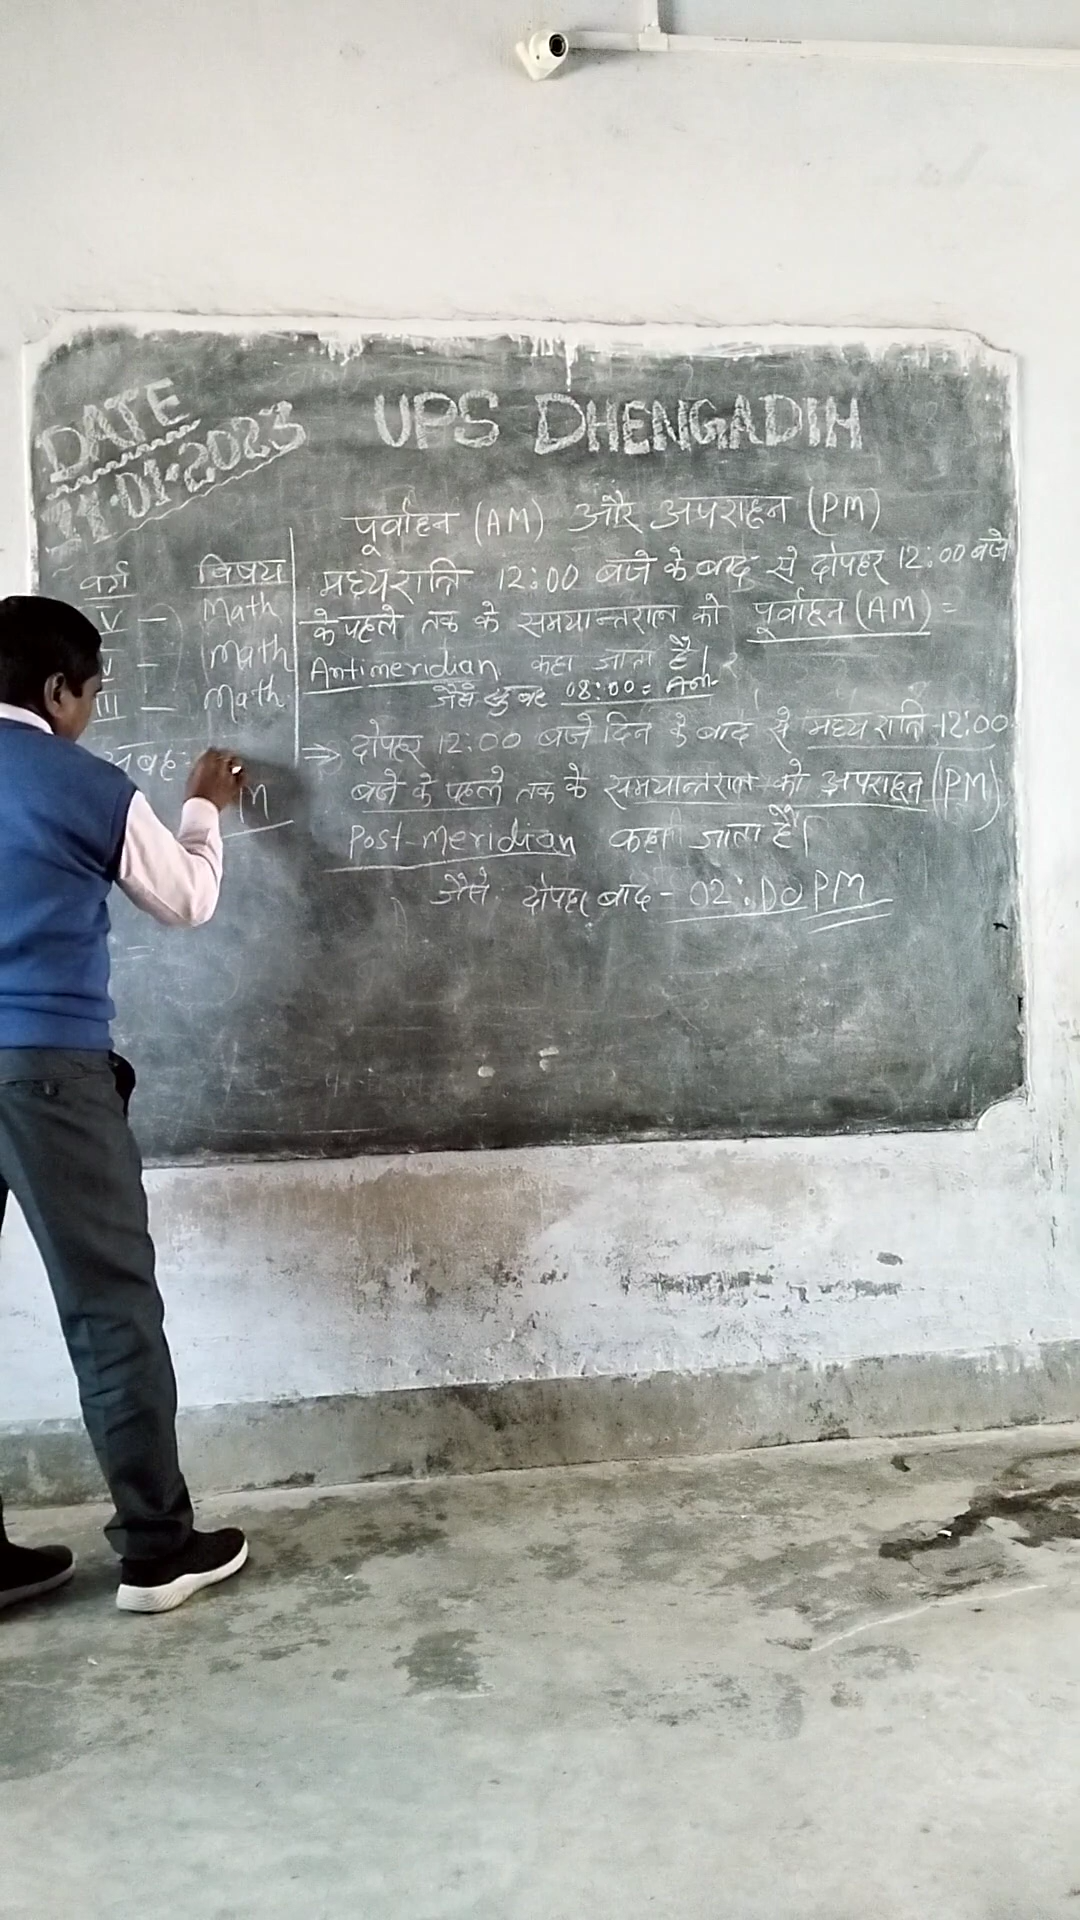 DATE
11.01.2023
UPS DHENGADIH
पूर्वाहन (AM) और अपराहन (PM)
वर्ग विषय
V — Math
V — Math
III — Math
मध्यरात्रि 12:00 बजे के बाद से दोपहर 12:00 बजे
के पहले तक के समयान्तराल को पूर्वाहन (AM) =
Antimeridian कहा जाता है।
जैसे सुबह 08:00 = Am
⇒ दोपहर 12:00 बजे दिन के बाद से मध्यरात्रि 12:00
बजे के पहले तक के समयान्तराल को अपराहन (PM)
Post-meridian कहा जाता है।
जैसे: दोपहर बाद - 02:00 PM